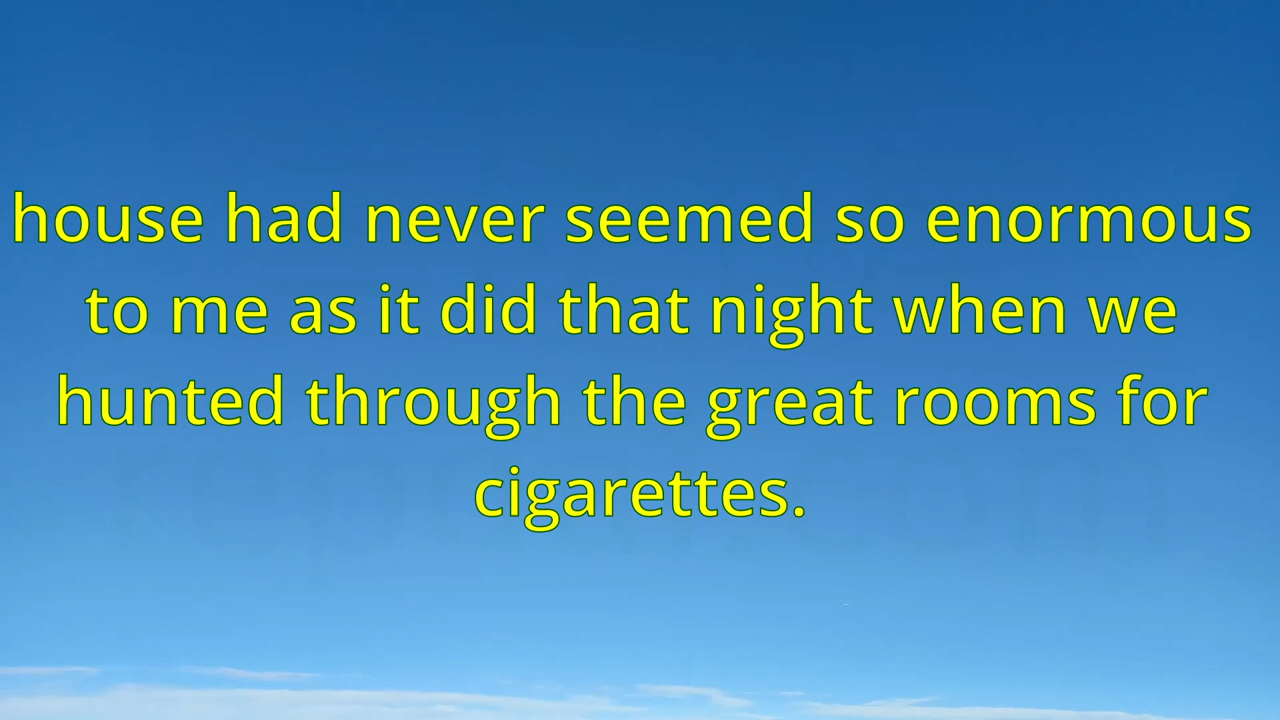 house had never seemed so enormous
to me as it did that night when we
hunted through the great rooms for
cigarettes.